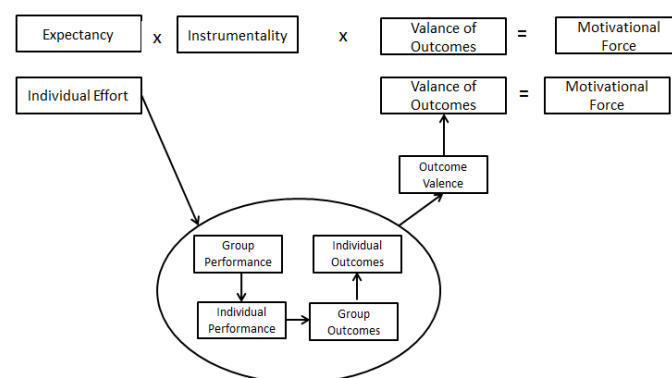 Expectancy x Instrumentality x Valance of Outcomes = Motivational Force
Individual Effort
Valance of Outcomes = Motivational Force
Outcome
Valence
Group
Performance
Individual
Outcomes
Individual
Performance
Group
Outcomes